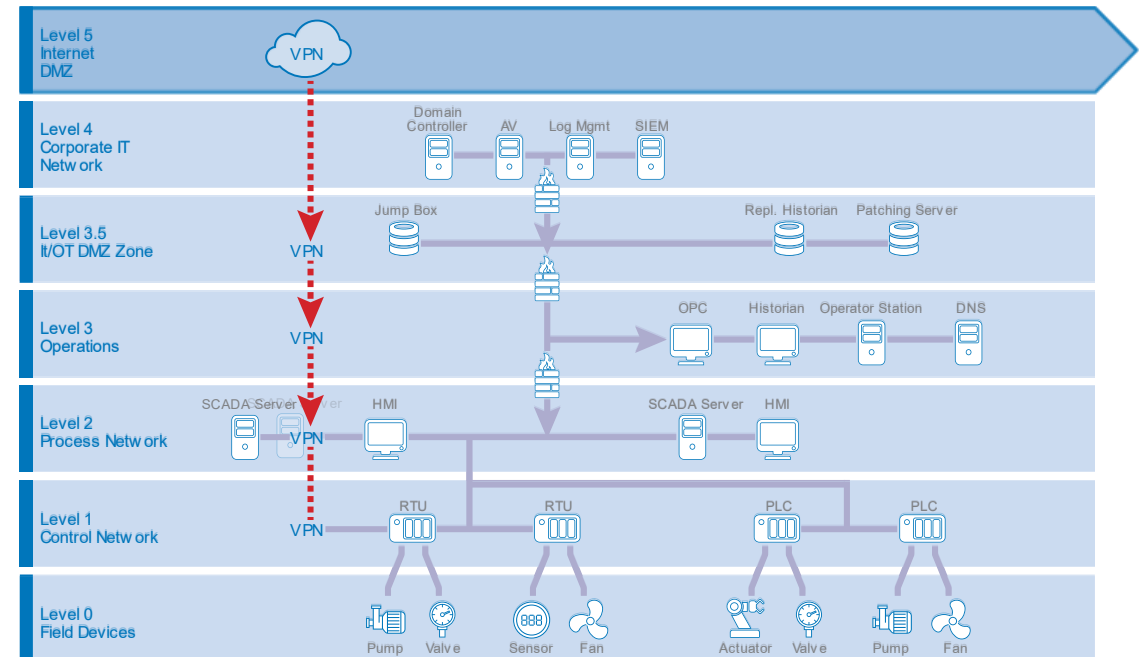 Level 5
Internet
DMZ
VPN
Level 4
Corporate IT
Network
Domain
Controller
AV
Log Mgmt
SIEM
Level 3.5
It/OT DMZ Zone
VPN
Jump Box
Repl. Historian
Patching Server
Level 3
Operations
VPN
OPC
Historian
Operator Station
DNS
Level 2
Process Network
SCADA Server
SCADA Server
VPN
HMI
SCADA Server
HMI
Level 1
Control Network
VPN
RTU
RTU
PLC
PLC
Level 0
Field Devices
Pump
Valve
888
Sensor
Fan
Actuator
Valve
Pump
Fan